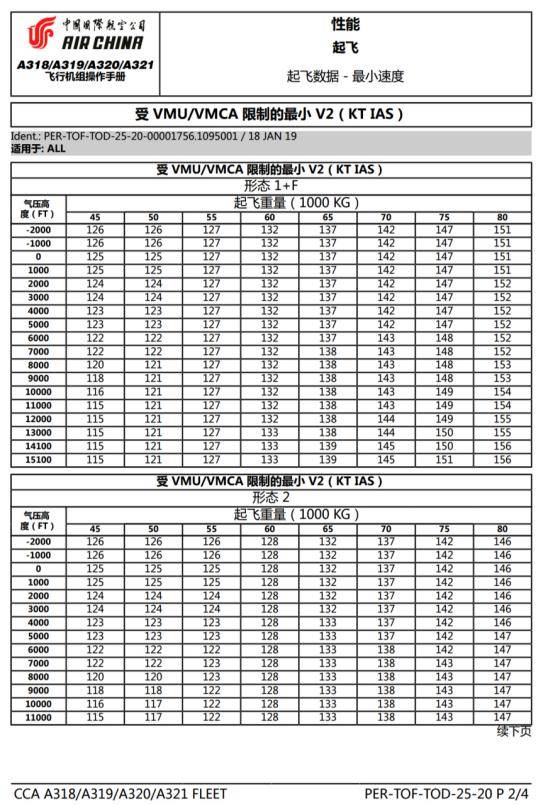 中國國際航空公司
AIR CHINA
A318/A319/A320/A321
飞行机组操作手册
性能
起飞
起飞数据 - 最小速度
受 VMU/VMCA 限制的最小 V2 ( KT IAS )
Ident.: PER-TOF-TOD-25-20-00001756.1095001 / 18 JAN 19
适用于: ALL
受 VMU/VMCA 限制的最小 V2 ( KT IAS )
形态 1+F
气压高度 ( FT ) 起飞重量 ( 1000 KG )
45 50 55 60 65 70 75 80
-2000 126 126 127 132 137 142 147 151
-1000 126 126 127 132 137 142 147 151
0 125 125 127 132 137 142 147 151
1000 125 125 127 132 137 142 147 151
2000 124 124 127 132 137 142 147 152
3000 124 124 127 132 137 142 147 152
4000 123 123 127 132 137 142 147 152
5000 123 123 127 132 137 142 147 152
6000 122 122 127 132 137 143 148 152
7000 122 122 127 132 138 143 148 152
8000 120 121 127 132 138 143 148 153
9000 118 121 127 132 138 143 148 153
10000 116 121 127 132 138 143 149 154
11000 115 121 127 132 138 143 149 154
12000 115 121 127 132 138 144 149 155
13000 115 121 127 133 138 144 150 155
14100 115 121 127 133 139 145 150 156
15100 115 121 127 133 139 145 151 156
受 VMU/VMCA 限制的最小 V2 ( KT IAS )
形态 2
气压高度 ( FT ) 起飞重量 ( 1000 KG )
45 50 55 60 65 70 75 80
-2000 126 126 126 128 132 137 142 146
-1000 126 126 126 128 132 137 142 146
0 125 125 125 128 132 137 142 146
1000 125 125 125 128 132 137 142 146
2000 124 124 124 128 132 137 142 146
3000 124 124 124 128 132 137 142 146
4000 123 123 123 128 133 137 142 146
5000 123 123 123 128 133 137 142 147
6000 122 122 122 128 133 138 142 147
7000 122 122 123 128 133 138 143 147
8000 120 120 123 128 133 138 143 147
9000 118 118 122 128 133 138 143 147
10000 116 117 122 128 133 138 143 147
11000 115 117 122 128 133 138 143 147
续下页
CCA A318/A319/A320/A321 FLEET
PER-TOF-TOD-25-20 P 2/4